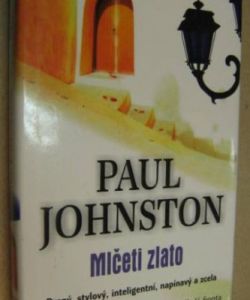 PAUL
JOHNSTON
Mlčeti zlato
stylový, inteligentní, napínavý a zcela